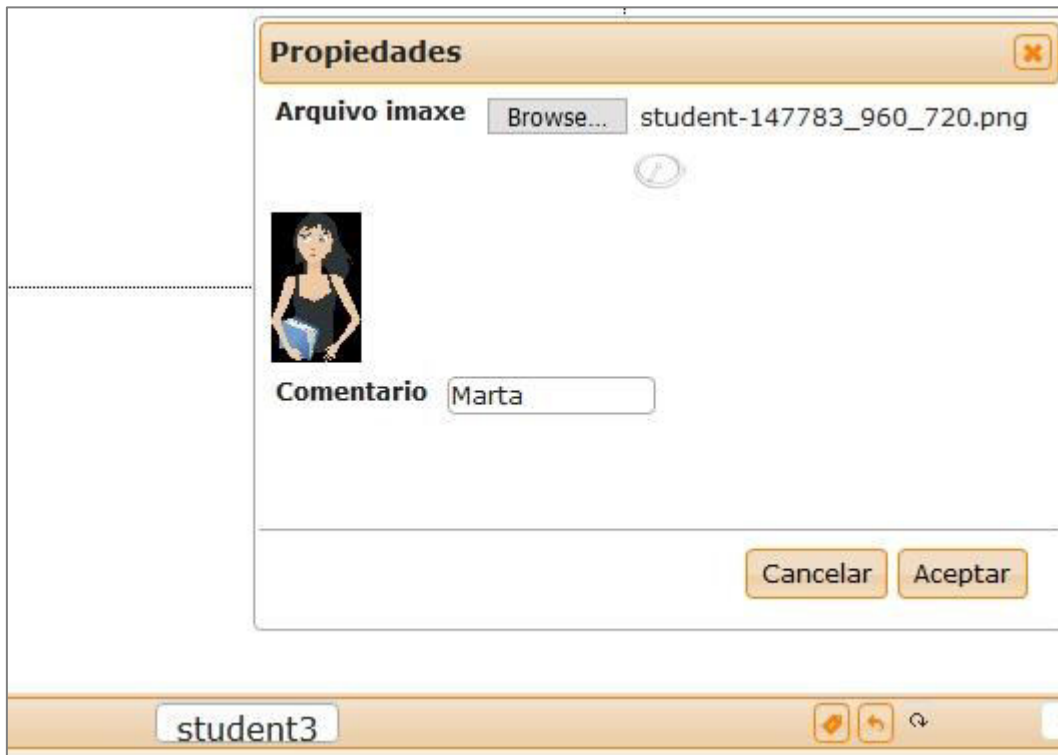 Propiedades
Arquivo imaxe Browse... student-147783_960_720.png
Comentario Marta
Cancelar Aceptar
student3